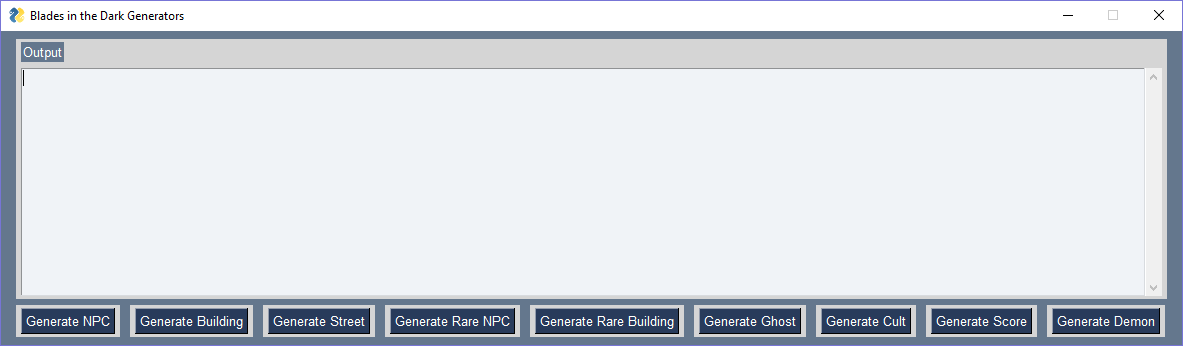 Blades in the Dark Generators
Output
Generate NPC Generate Building Generate Street Generate Rare NPC Generate Rare Building Generate Ghost Generate Cult Generate Score Generate Demon